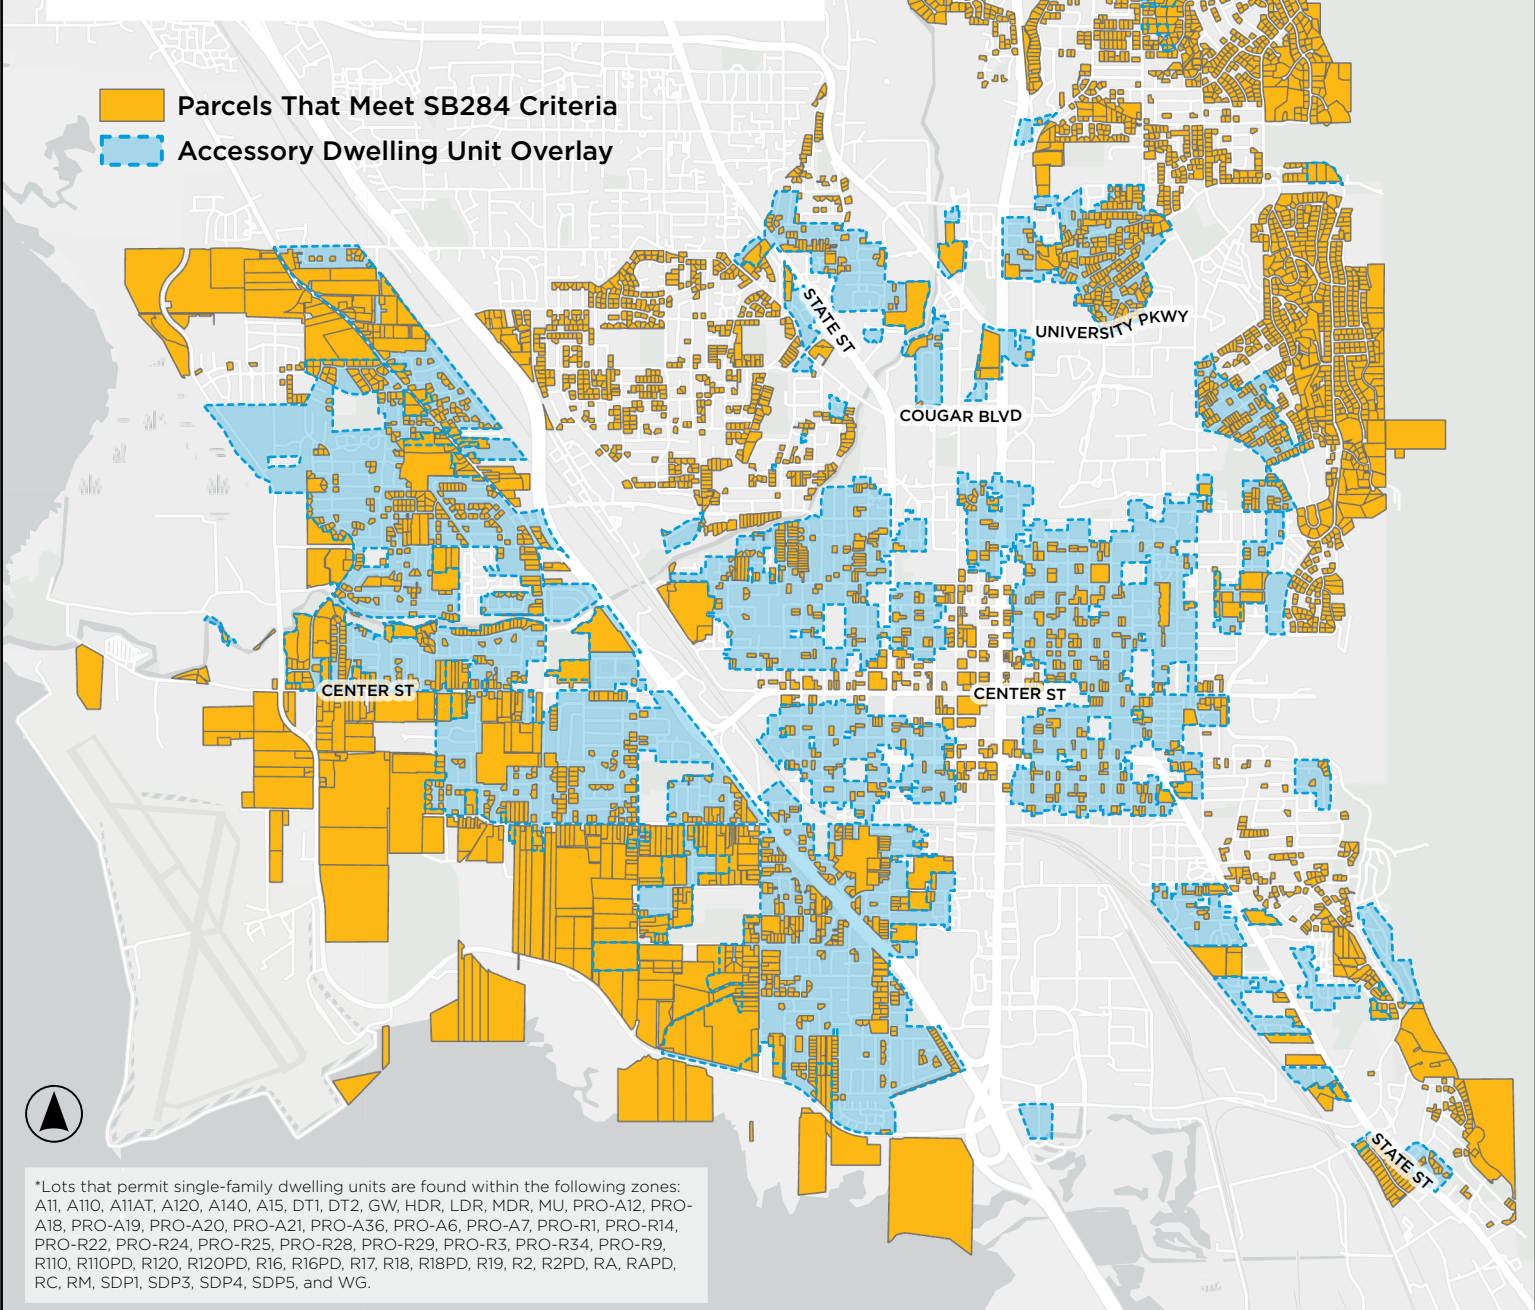 Parcels That Meet SB284 Criteria
Accessory Dwelling Unit Overlay
STATE ST
UNIVERSITY PKWY
COUGAR BLVD
CENTER ST
CENTER ST
STATE ST
*Lots that permit single-family dwelling units are found within the following zones:
A11, A110, A11AT, A120, A140, A15, DT1, DT2, GW, HDR, LDR, MDR, MU, PRO-A12, PRO-
A18, PRO-A19, PRO-A20, PRO-A21, PRO-A36, PRO-A6, PRO-A7, PRO-R1, PRO-R14,
PRO-R22, PRO-R24, PRO-R25, PRO-R28, PRO-R29, PRO-R3, PRO-R34, PRO-R9,
R110, R110PD, R120, R120PD, R16, R16PD, R17, R18, R18PD, R19, R2, R2PD, RA, RAPD,
RC, RM, SDP1, SDP3, SDP4, SDP5, and WG.